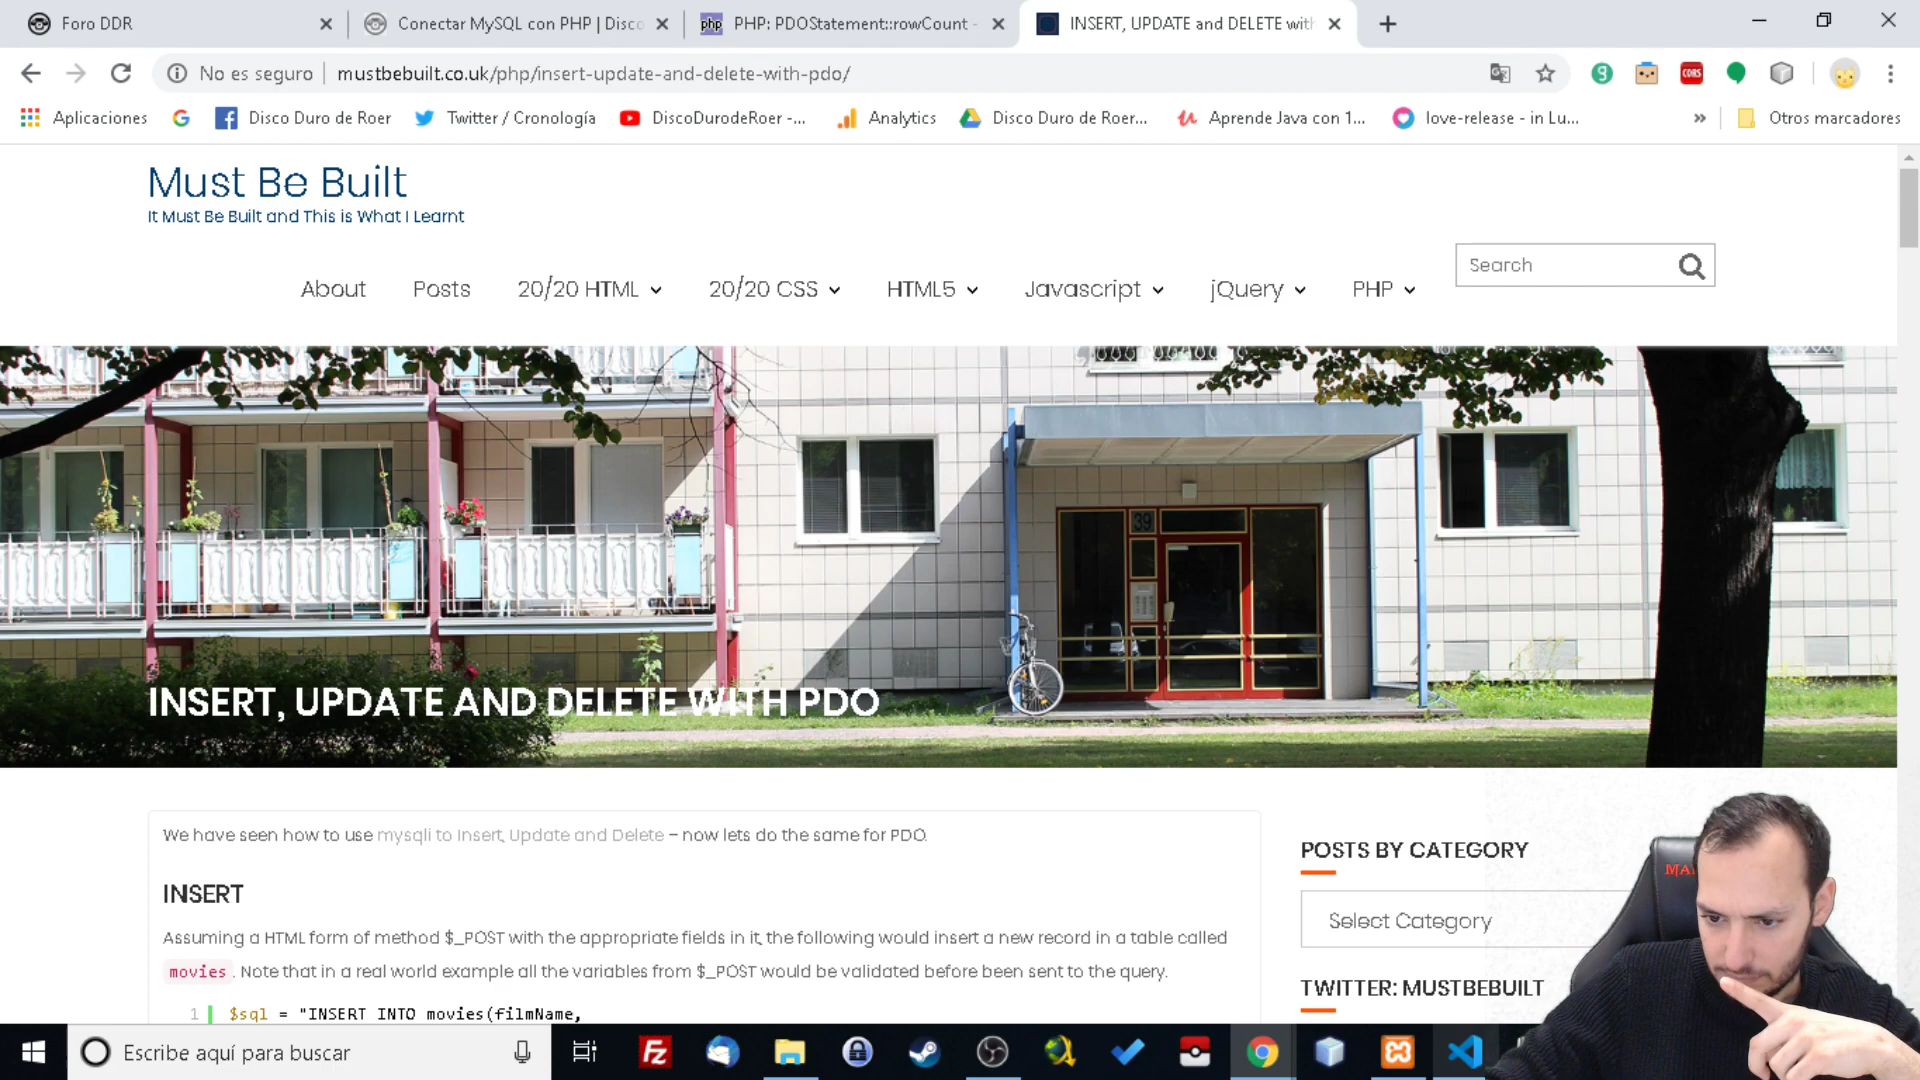 Foro DDR
Conectar MySQL con PHP | Disco
PHP: PDOStatement::rowCount -
INSERT, UPDATE and DELETE with
No es seguro
mustbebuilt.co.uk/php/insert-update-and-delete-with-pdo/
Aplicaciones
Disco Duro de Roer
Twitter / Cronología
DiscoDurodeRoer -...
Analytics
Disco Duro de Roer...
Aprende Java con 1...
love-release - in Lu...
»
Otros marcadores
Must Be Built
It Must Be Built and This is What I Learnt
Search
About
Posts
20/20 HTML
20/20 CSS
HTML5
Javascript
jQuery
PHP
39
INSERT, UPDATE AND DELETE WITH PDO
We have seen how to use mysqli to Insert, Update and Delete – now lets do the same for PDO.
POSTS BY CATEGORY
INSERT
Select Category
Assuming a HTML form of method $_POST with the appropriate fields in it, the following would insert a new record in a table called
movies . Note that in a real world example all the variables from $_POST would be validated before been sent to the query.
TWITTER: MUSTBEBUILT
1 $sql = "INSERT INTO movies(filmName,
Escribe aquí para buscar